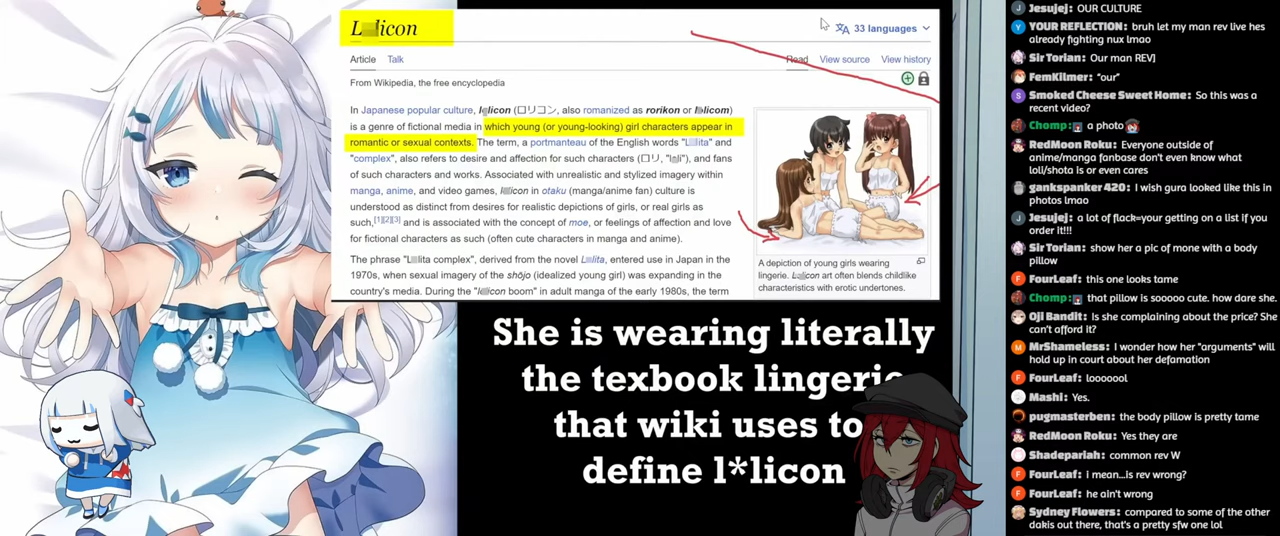 L licon
33 languages
Article Talk Read View source View history
From Wikipedia, the free encyclopedia
In Japanese popular culture, l licon (ロリコン, also romanized as rorikon or l licom)
is a genre of fictional media in which young (or young-looking) girl characters appear in
romantic or sexual contexts. The term, a portmanteau of the English words "L lita" and
"complex", also refers to desire and affection for such characters (ロリ, "l li"), and fans
of such characters and works. Associated with unrealistic and stylized imagery within
manga, anime, and video games, l licon in otaku (manga/anime fan) culture is
understood as distinct from desires for realistic depictions of girls, or real girls as
such,[1][2][3] and is associated with the concept of moe, or feelings of affection and love
for fictional characters as such (often cute characters in manga and anime).
The phrase "L lita complex", derived from the novel L lita, entered use in Japan in the
1970s, when sexual imagery of the shōjo (idealized young girl) was expanding in the
country's media. During the "l licon boom" in adult manga of the early 1980s, the term
A depiction of young girls wearing
lingerie. L licon art often blends childlike
characteristics with erotic undertones.
She is wearing literally
the texbook lingerie
that wiki uses to
define l*licon
Jesujej: OUR CULTURE
YOUR REFLECTION: bruh let my man rev live hes
already fighting nux lmao
Sir Torian: Our man REV]
FemKilmer: “our”
Smoked Cheese Sweet Home: So this was a
recent video?
Chomp: a photo
RedMoon Roku: Everyone outside of
anime/manga fanbase don't even know what
loli/shota is or even cares
gankspanker 420: I wish gura looked like this in
photos lmao
Jesujej: a lot of flack=your getting on a list if you
order it!!!
Sir Torian: show her a pic of mone with a body
pillow
FourLeaf: this one looks tame
Chomp: that pillow is sooooo cute. how dare she.
Oji Bandit: Is she complaining about the price? She
can’t afford it?
MrShameless: I wonder how her "arguments" will
hold up in court about her defamation
FourLeaf: looooool
Mashi: Yes.
pugmasterben: the body pillow is pretty tame
RedMoon Roku: Yes they are
Shadepariah: common rev W
FourLeaf: i mean...is rev wrong?
FourLeaf: he ain't wrong
Sydney Flowers: compared to some of the other
dakis out there, that's a pretty sfw one lol